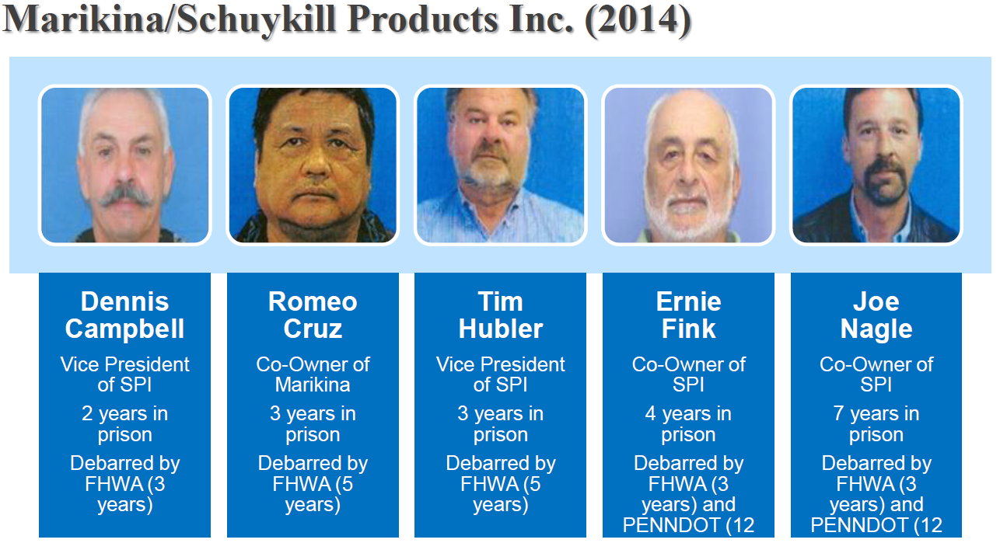 Marikina/Schuykill Products Inc. (2014)
Dennis
Campbell
Vice President
of SPI
2 years in
prison
Debarred by
FHWA (3
years)
Romeo
Cruz
Co-Owner of
Marikina
3 years in
prison
Debarred by
FHWA (5
years)
Tim
Hubler
Vice President
of SPI
3 years in
prison
Debarred by
FHWA (5
years)
Ernie
Fink
Co-Owner of
SPI
4 years in
prison
Debarred by
FHWA (3
years) and
PENNDOT (12
Joe
Nagle
Co-Owner of
SPI
7 years in
prison
Debarred by
FHWA (3
years) and
PENNDOT (12